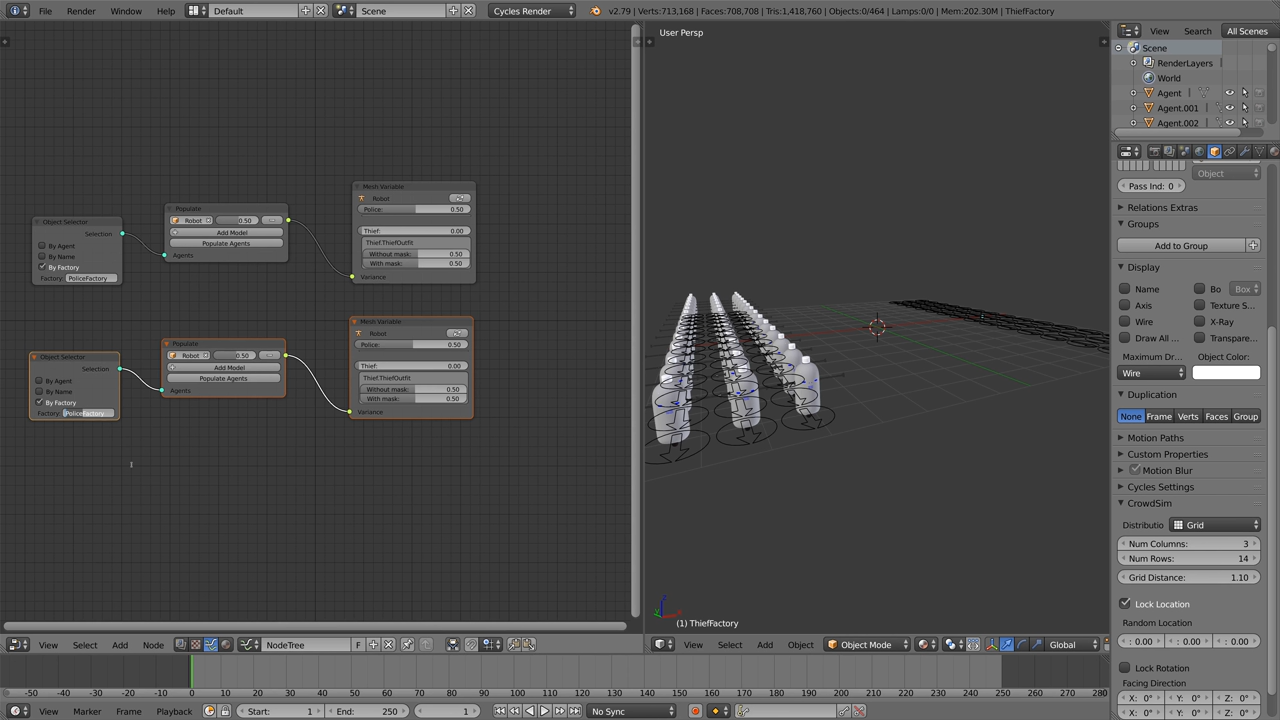 File Render Window Help Default Scene Cycles Render v2.79 | Verts:713,168 | Faces:708,708 | Tris:1,418,760 | Objects:0/464 | Lamps:0/0 | Mem:202.30M | ThiefFactory
User Persp
View Search All Scenes
Scene
RenderLayers
World
Agent
Agent.001
Agent.002
Object
Pass Ind: 0
Relations Extras
Groups
Add to Group
Display
Name Bo Box
Axis Texture S...
Wire X-Ray
Draw All ... Transpare...
Maximum Dr... Object Color:
Wire
Duplication
None Frame Verts Faces Group
Motion Paths
Custom Properties
Motion Blur
Cycles Settings
CrowdSim
Distributio Grid
Num Columns: 3
Num Rows: 14
Grid Distance: 1.10
Lock Location
Random Location
: 0.00 : 0.00 : 0.00
Lock Rotation
Facing Direction
X: 0° Y: 0° Z: 0°
X: 0° Y: 0° Z: 0°
Object Selector
Selection
By Agent
By Name
By Factory
Factory: PoliceFactory
Populate
Robot 0.50
Add Model
Populate Agents
Agents
Mesh Variable
Robot
Police: 0.50
Thief: 0.00
Thief.ThiefOutfit
Without mask: 0.50
With mask: 0.50
Variance
Object Selector
Selection
By Agent
By Name
By Factory
Factory: PoliceFactory
Populate
Robot 0.50
Add Model
Populate Agents
Agents
Mesh Variable
Robot
Police: 0.50
Thief: 0.00
Thief.ThiefOutfit
Without mask: 0.50
With mask: 0.50
Variance
(1) ThiefFactory
View Select Add Node NodeTree F
View Select Add Object Object Mode Global
-50 -40 -30 -20 -10 0 10 20 30 40 50 60 70 80 90 100 110 120 130 140 150 160 170 180 190 200 210 220 230 240 250 260 270 280
View Marker Frame Playback Start: 1 End: 250 1 No Sync